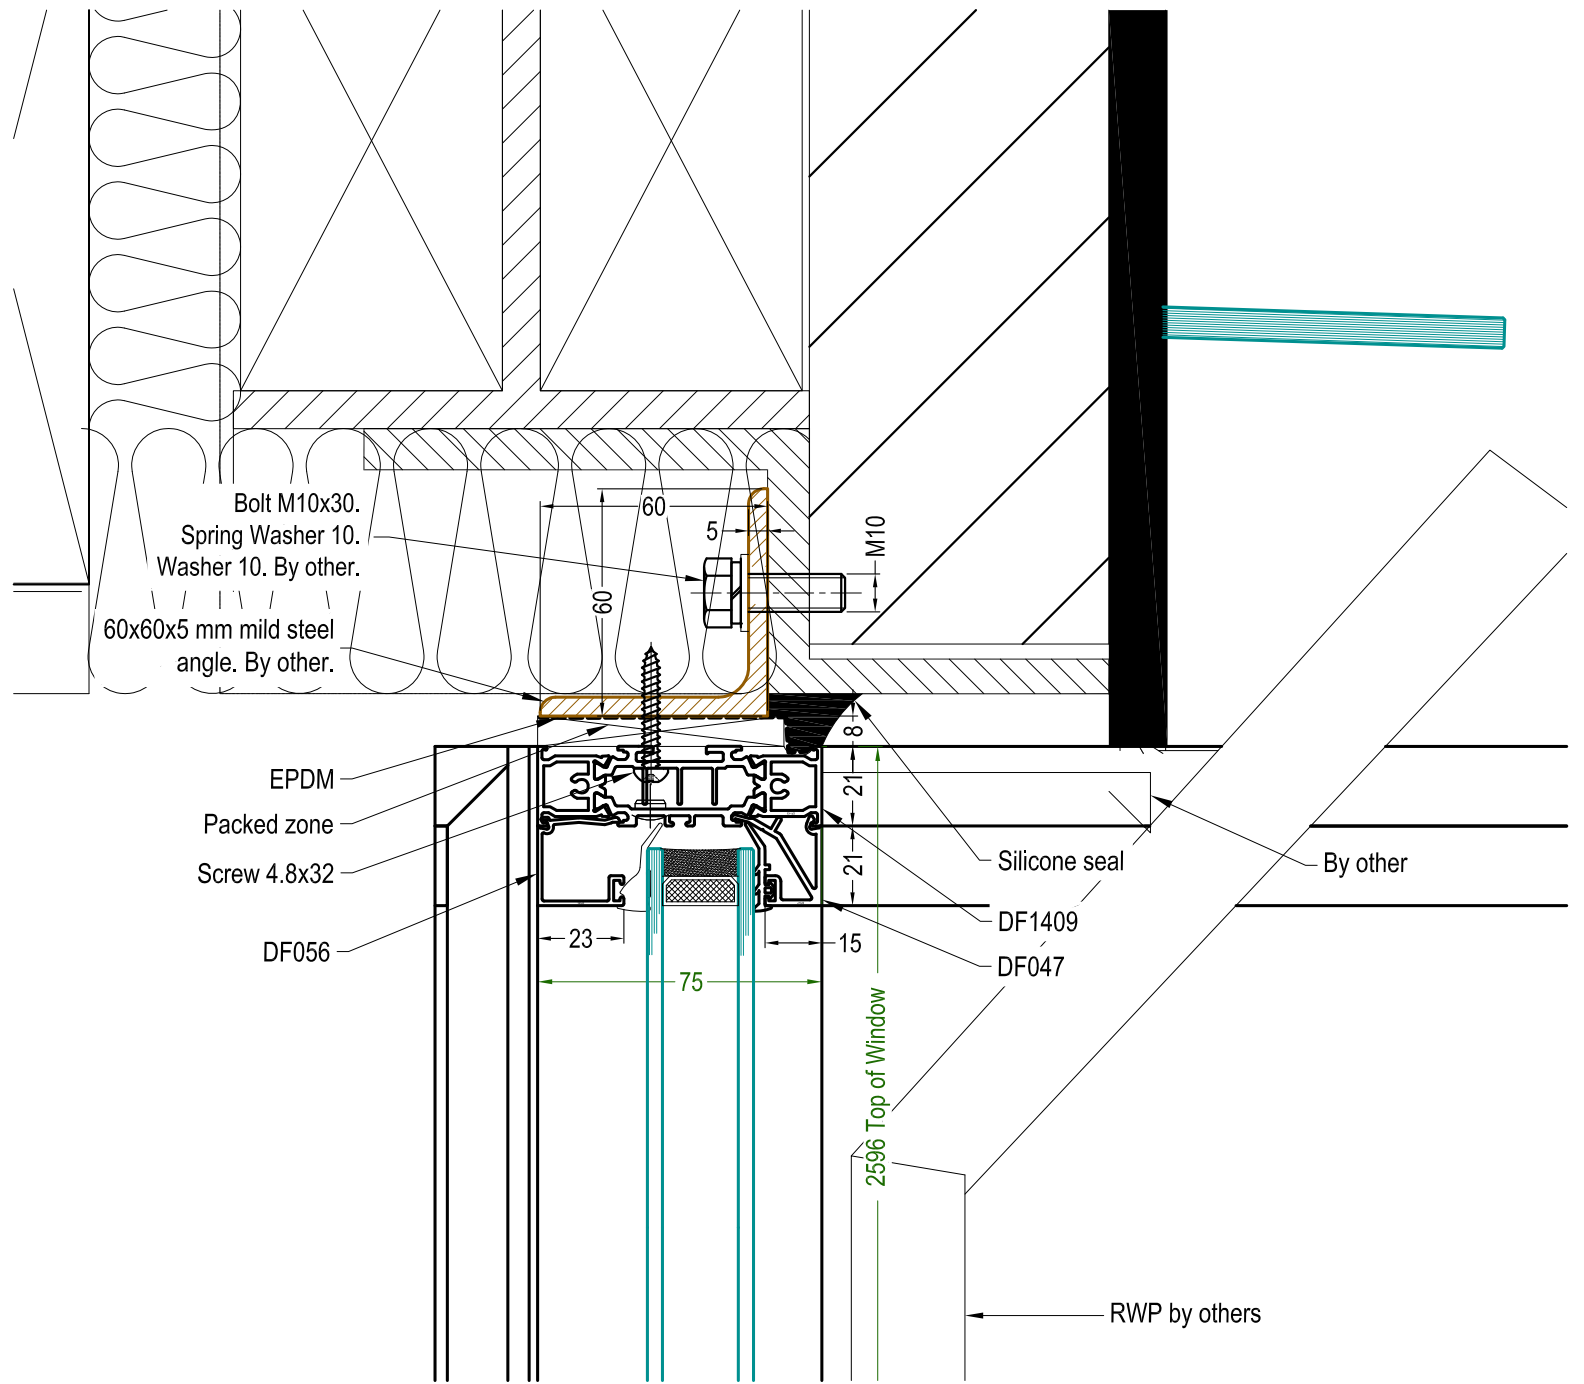 Bolt M10x30.
Spring Washer 10.
Washer 10. By other.
60x60x5 mm mild steel
angle. By other.
60
5
M10
60
8
EPDM
Packed zone
Screw 4.8x32
DF056
21
21
Silicone seal
By other
DF1409
DF047
23
15
75
2596 Top of Window
RWP by others